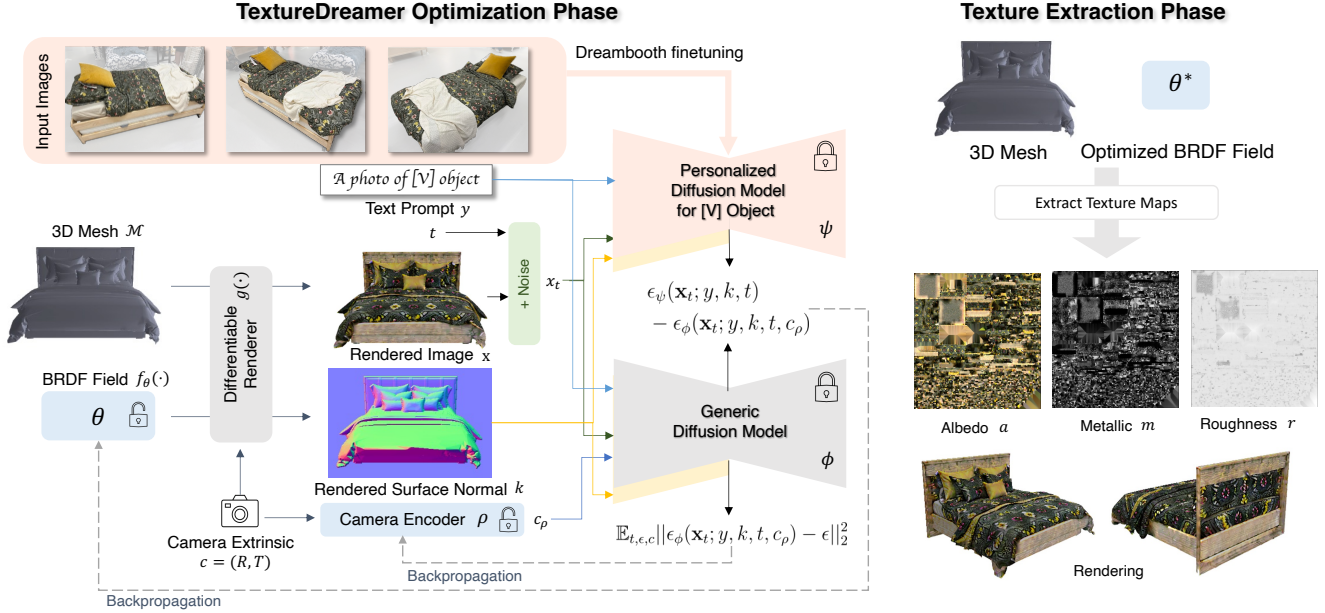 TextureDreamer Optimization Phase
Texture Extraction Phase
Input Images
Dreambooth finetuning
A photo of [V] object
Text Prompt y
t
+ Noise
x_t
Personalized
Diffusion Model
for [V] Object
ψ
3D Mesh ℳ
Differentiable
Renderer g(·)
Rendered Image x
ϵ_ψ(x_t; y, k, t)
− ϵ_ϕ(x_t; y, k, t, c_ρ)
BRDF Field f_θ(·)
θ
Generic
Diffusion Model
ϕ
Rendered Surface Normal k
Camera Encoder ρ
c_ρ
Camera Extrinsic
c = (R, T)
𝔼_{t,ϵ,c}||ϵ_ϕ(x_t; y, k, t, c_ρ) − ϵ||_2^2
Backpropagation
Backpropagation
θ*
3D Mesh
Optimized BRDF Field
Extract Texture Maps
Albedo a
Metallic m
Roughness r
Rendering